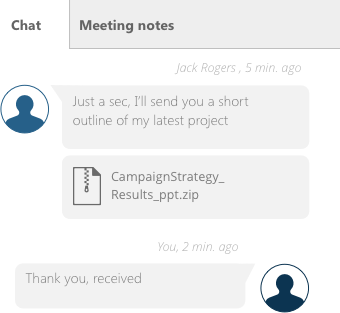 Chat
Meeting notes
Jack Rogers , 5 min. ago
Just a sec, I'll send you a short
outline of my latest project
CampaignStrategy_
Results_ppt.zip
You, 2 min. ago
Thank you, received